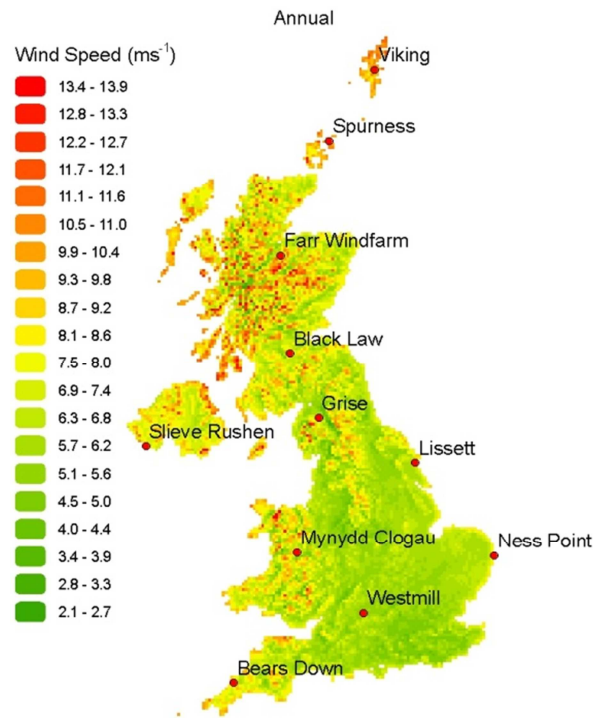 Annual
Wind Speed (ms-1)
13.4 - 13.9
12.8 - 13.3
12.2 - 12.7
11.7 - 12.1
11.1 - 11.6
10.5 - 11.0
9.9 - 10.4
9.3 - 9.8
8.7 - 9.2
8.1 - 8.6
7.5 - 8.0
6.9 - 7.4
6.3 - 6.8
5.7 - 6.2
5.1 - 5.6
4.5 - 5.0
4.0 - 4.4
3.4 - 3.9
2.8 - 3.3
2.1 - 2.7
Viking
Spurness
Farr Windfarm
Black Law
Grise
Slieve Rushen
Lissett
Mynydd Clogau
Ness Point
Westmill
Bears Down